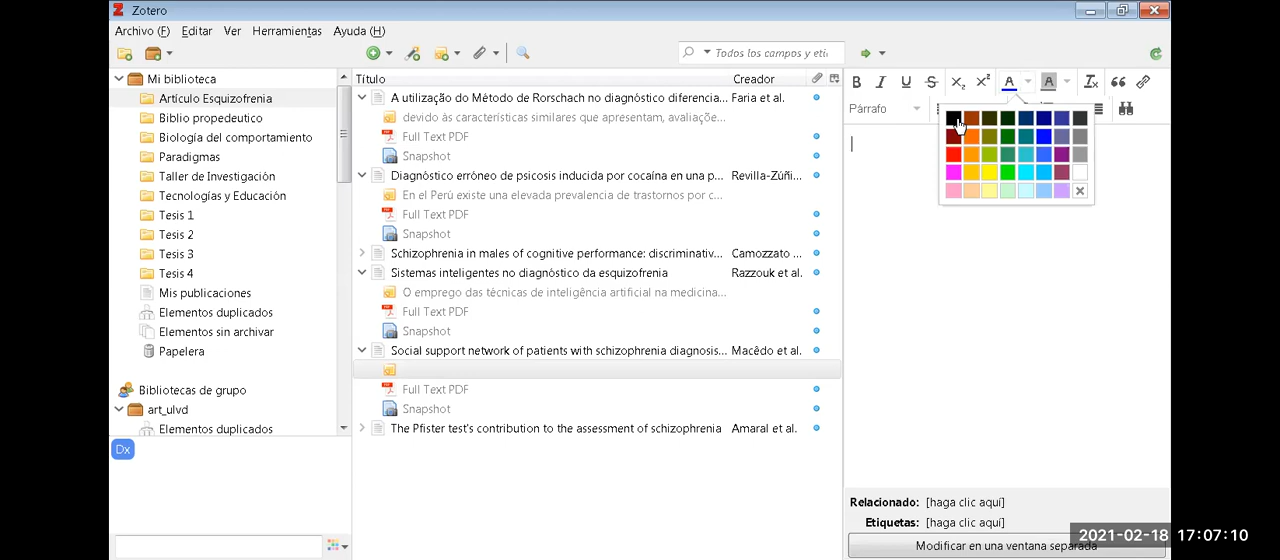 Zotero
Archivo (F) Editar Ver Herramientas Ayuda (H)
Todos los campos y eti
Mi biblioteca
Artículo Esquizofrenia
Biblio propedeutico
Biología del comportamiento
Paradigmas
Taller de Investigación
Tecnologías y Educación
Tesis 1
Tesis 2
Tesis 3
Tesis 4
Mis publicaciones
Elementos duplicados
Elementos sin archivar
Papelera
Bibliotecas de grupo
art_ulvd
Elementos duplicados
Dx
Título Creador
A utilização do Método de Rorschach no diagnóstico diferencia... Faria et al.
devido às características similares que apresentam, avaliaçõe...
Full Text PDF
Snapshot
Diagnóstico erróneo de psicosis inducida por cocaína en una p... Revilla-Zúñi...
En el Perú existe una elevada prevalencia de trastornos por c...
Full Text PDF
Snapshot
Schizophrenia in males of cognitive performance: discriminativ... Camozzato ...
Sistemas inteligentes no diagnóstico da esquizofrenia Razzouk et al.
O emprego das técnicas de inteligência artificial na medicina...
Full Text PDF
Snapshot
Social support network of patients with schizophrenia diagnosis... Macêdo et al.
Full Text PDF
Snapshot
The Pfister test's contribution to the assessment of schizophrenia Amaral et al.
B I U S X₂ X² A A Tx
Párrafo
Relacionado: [haga clic aquí]
Etiquetas: [haga clic aquí]
Modificar en una ventana separada
2021-02-18 17:07:10